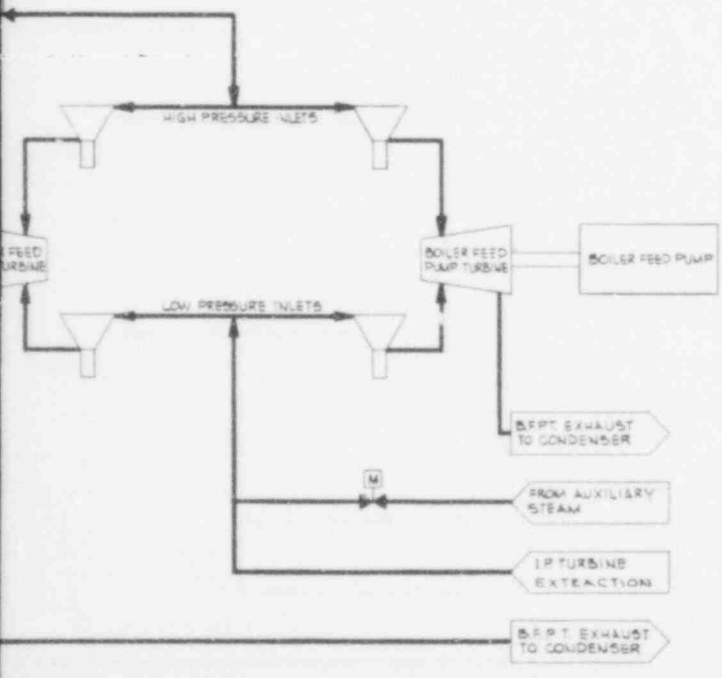 HIGH PRESSURE INLETS
FEED
TURBINE
BOILER FEED
PUMP TURBINE
BOILER FEED PUMP
LOW PRESSURE INLETS
B.F.P.T. EXHAUST
TO CONDENSER
M
FROM AUXILIARY
STEAM
I.P. TURBINE
EXTRACTION
B.F.P.T. EXHAUST
TO CONDENSER